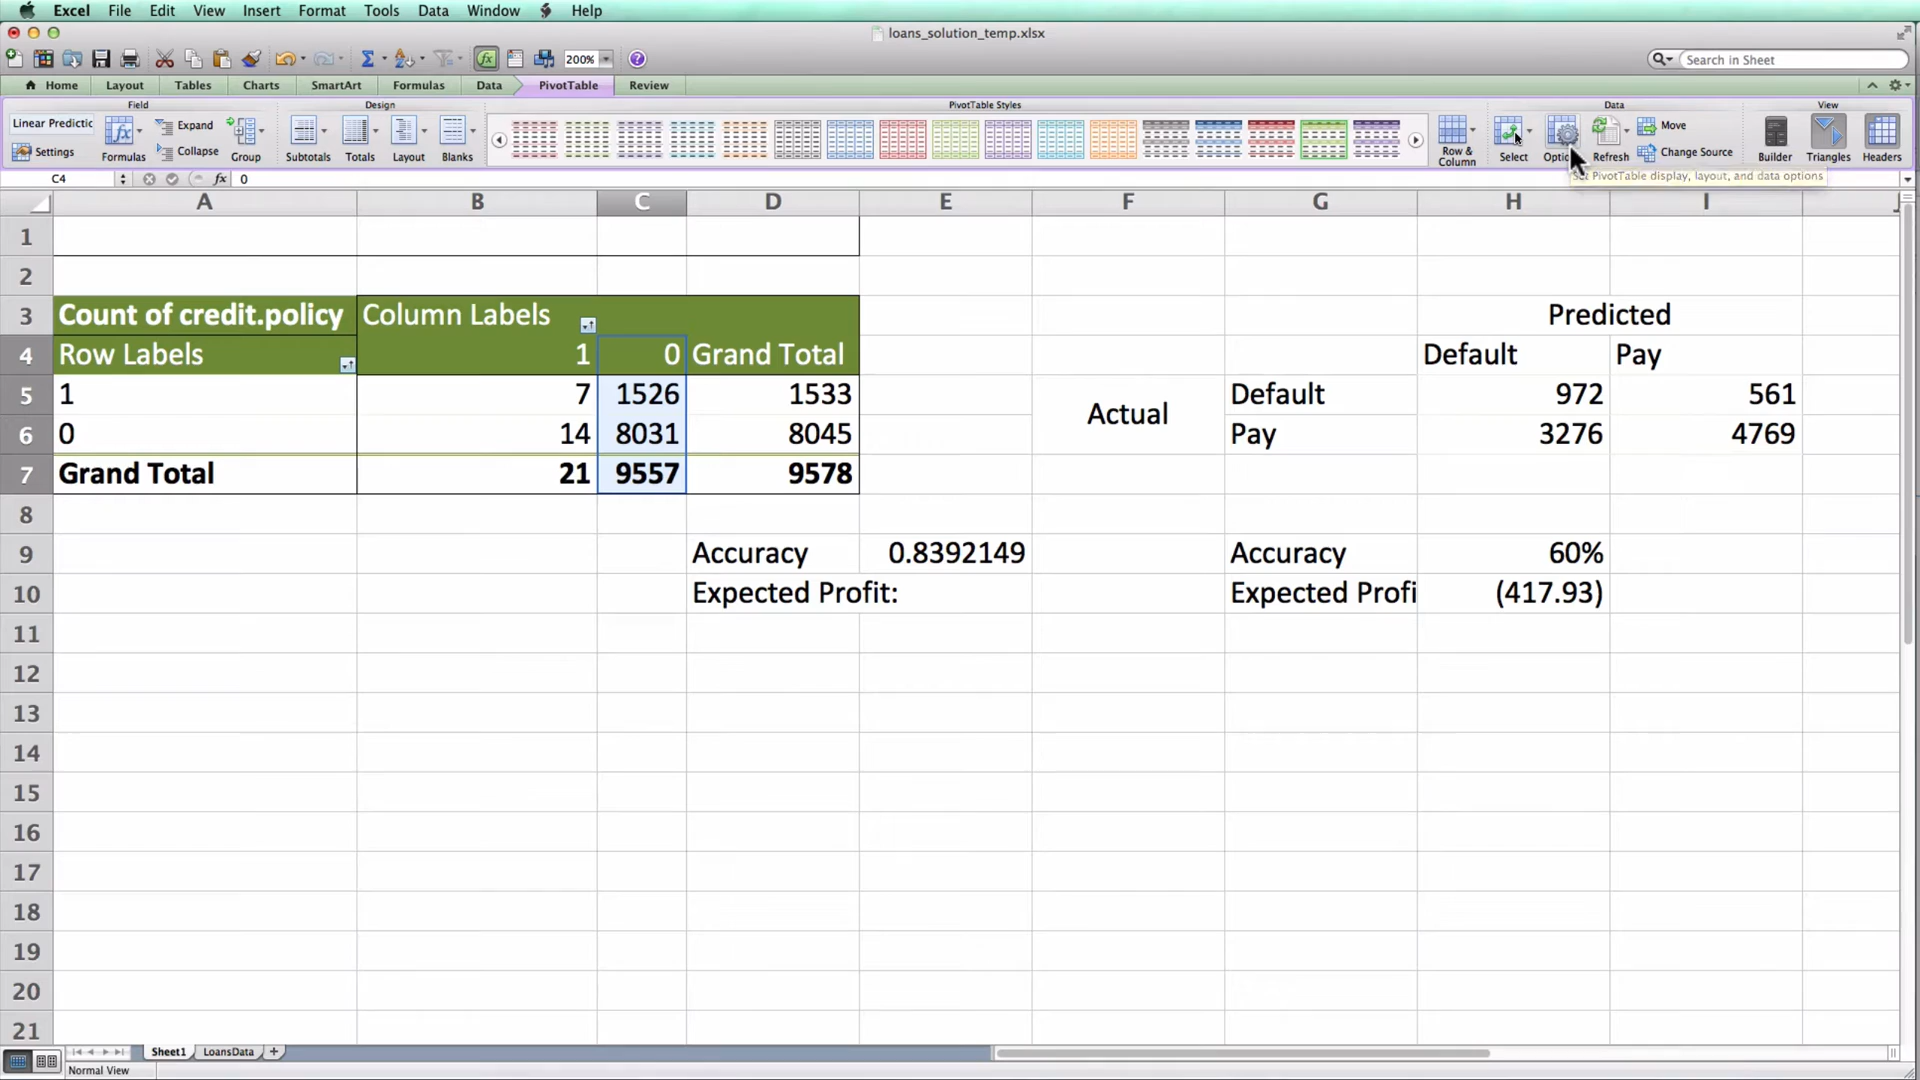 Excel File Edit View Insert Format Tools Data Window Help
loans_solution_temp.xlsx
200% Search in Sheet
Home Layout Tables Charts SmartArt Formulas Data PivotTable Review
Field Design PivotTable Styles Data View
Linear Predictic Expand Move
Settings Formulas Collapse Group Subtotals Totals Layout Blanks Row & Column Select Refresh Change Source Builder Triangles Headers
C4 fx 0
PivotTable display, layout, and data options
A B C D E F G H I
1
2
3 Count of credit.policy Column Labels Predicted
4 Row Labels 1 0 Grand Total Default Pay
5 1 7 1526 1533 Default 972 561
Actual
6 0 14 8031 8045 Pay 3276 4769
7 Grand Total 21 9557 9578
8
9 Accuracy 0.8392149 Accuracy 60%
10 Expected Profit: Expected Profi (417.93)
11
12
13
14
15
16
17
18
19
20
21
Sheet1 LoansData
Normal View